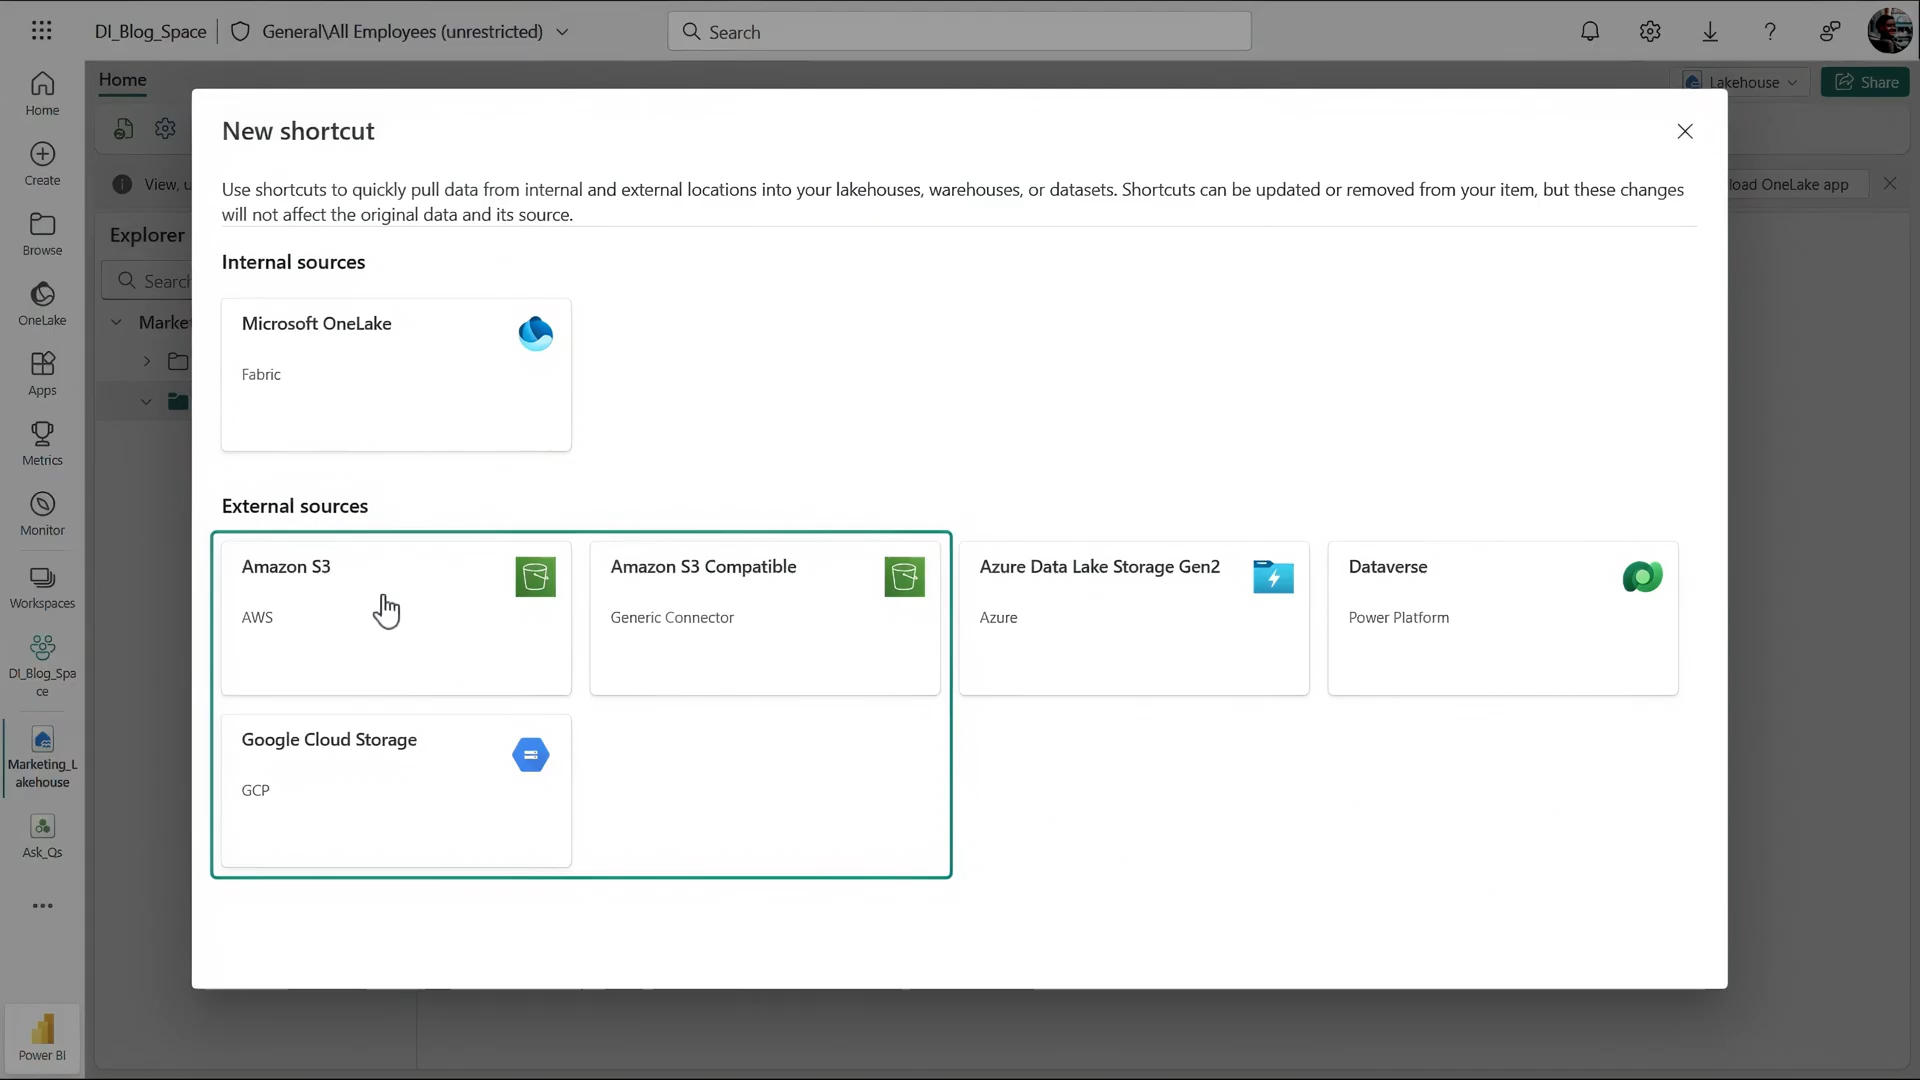 DI_Blog_Space
General\All Employees (unrestricted)
Search
Home
Lakehouse
Share
Home
Create
Browse
OneLake
Apps
Metrics
Monitor
Workspaces
DI_Blog_Spa
ce
Marketing_L
akehouse
Ask_Qs
Power BI
View, u
load OneLake app
Explorer
Search
Marke
New shortcut
Use shortcuts to quickly pull data from internal and external locations into your lakehouses, warehouses, or datasets. Shortcuts can be updated or removed from your item, but these changes
will not affect the original data and its source.
Internal sources
Microsoft OneLake
Fabric
External sources
Amazon S3
AWS
Amazon S3 Compatible
Generic Connector
Azure Data Lake Storage Gen2
Azure
Dataverse
Power Platform
Google Cloud Storage
GCP